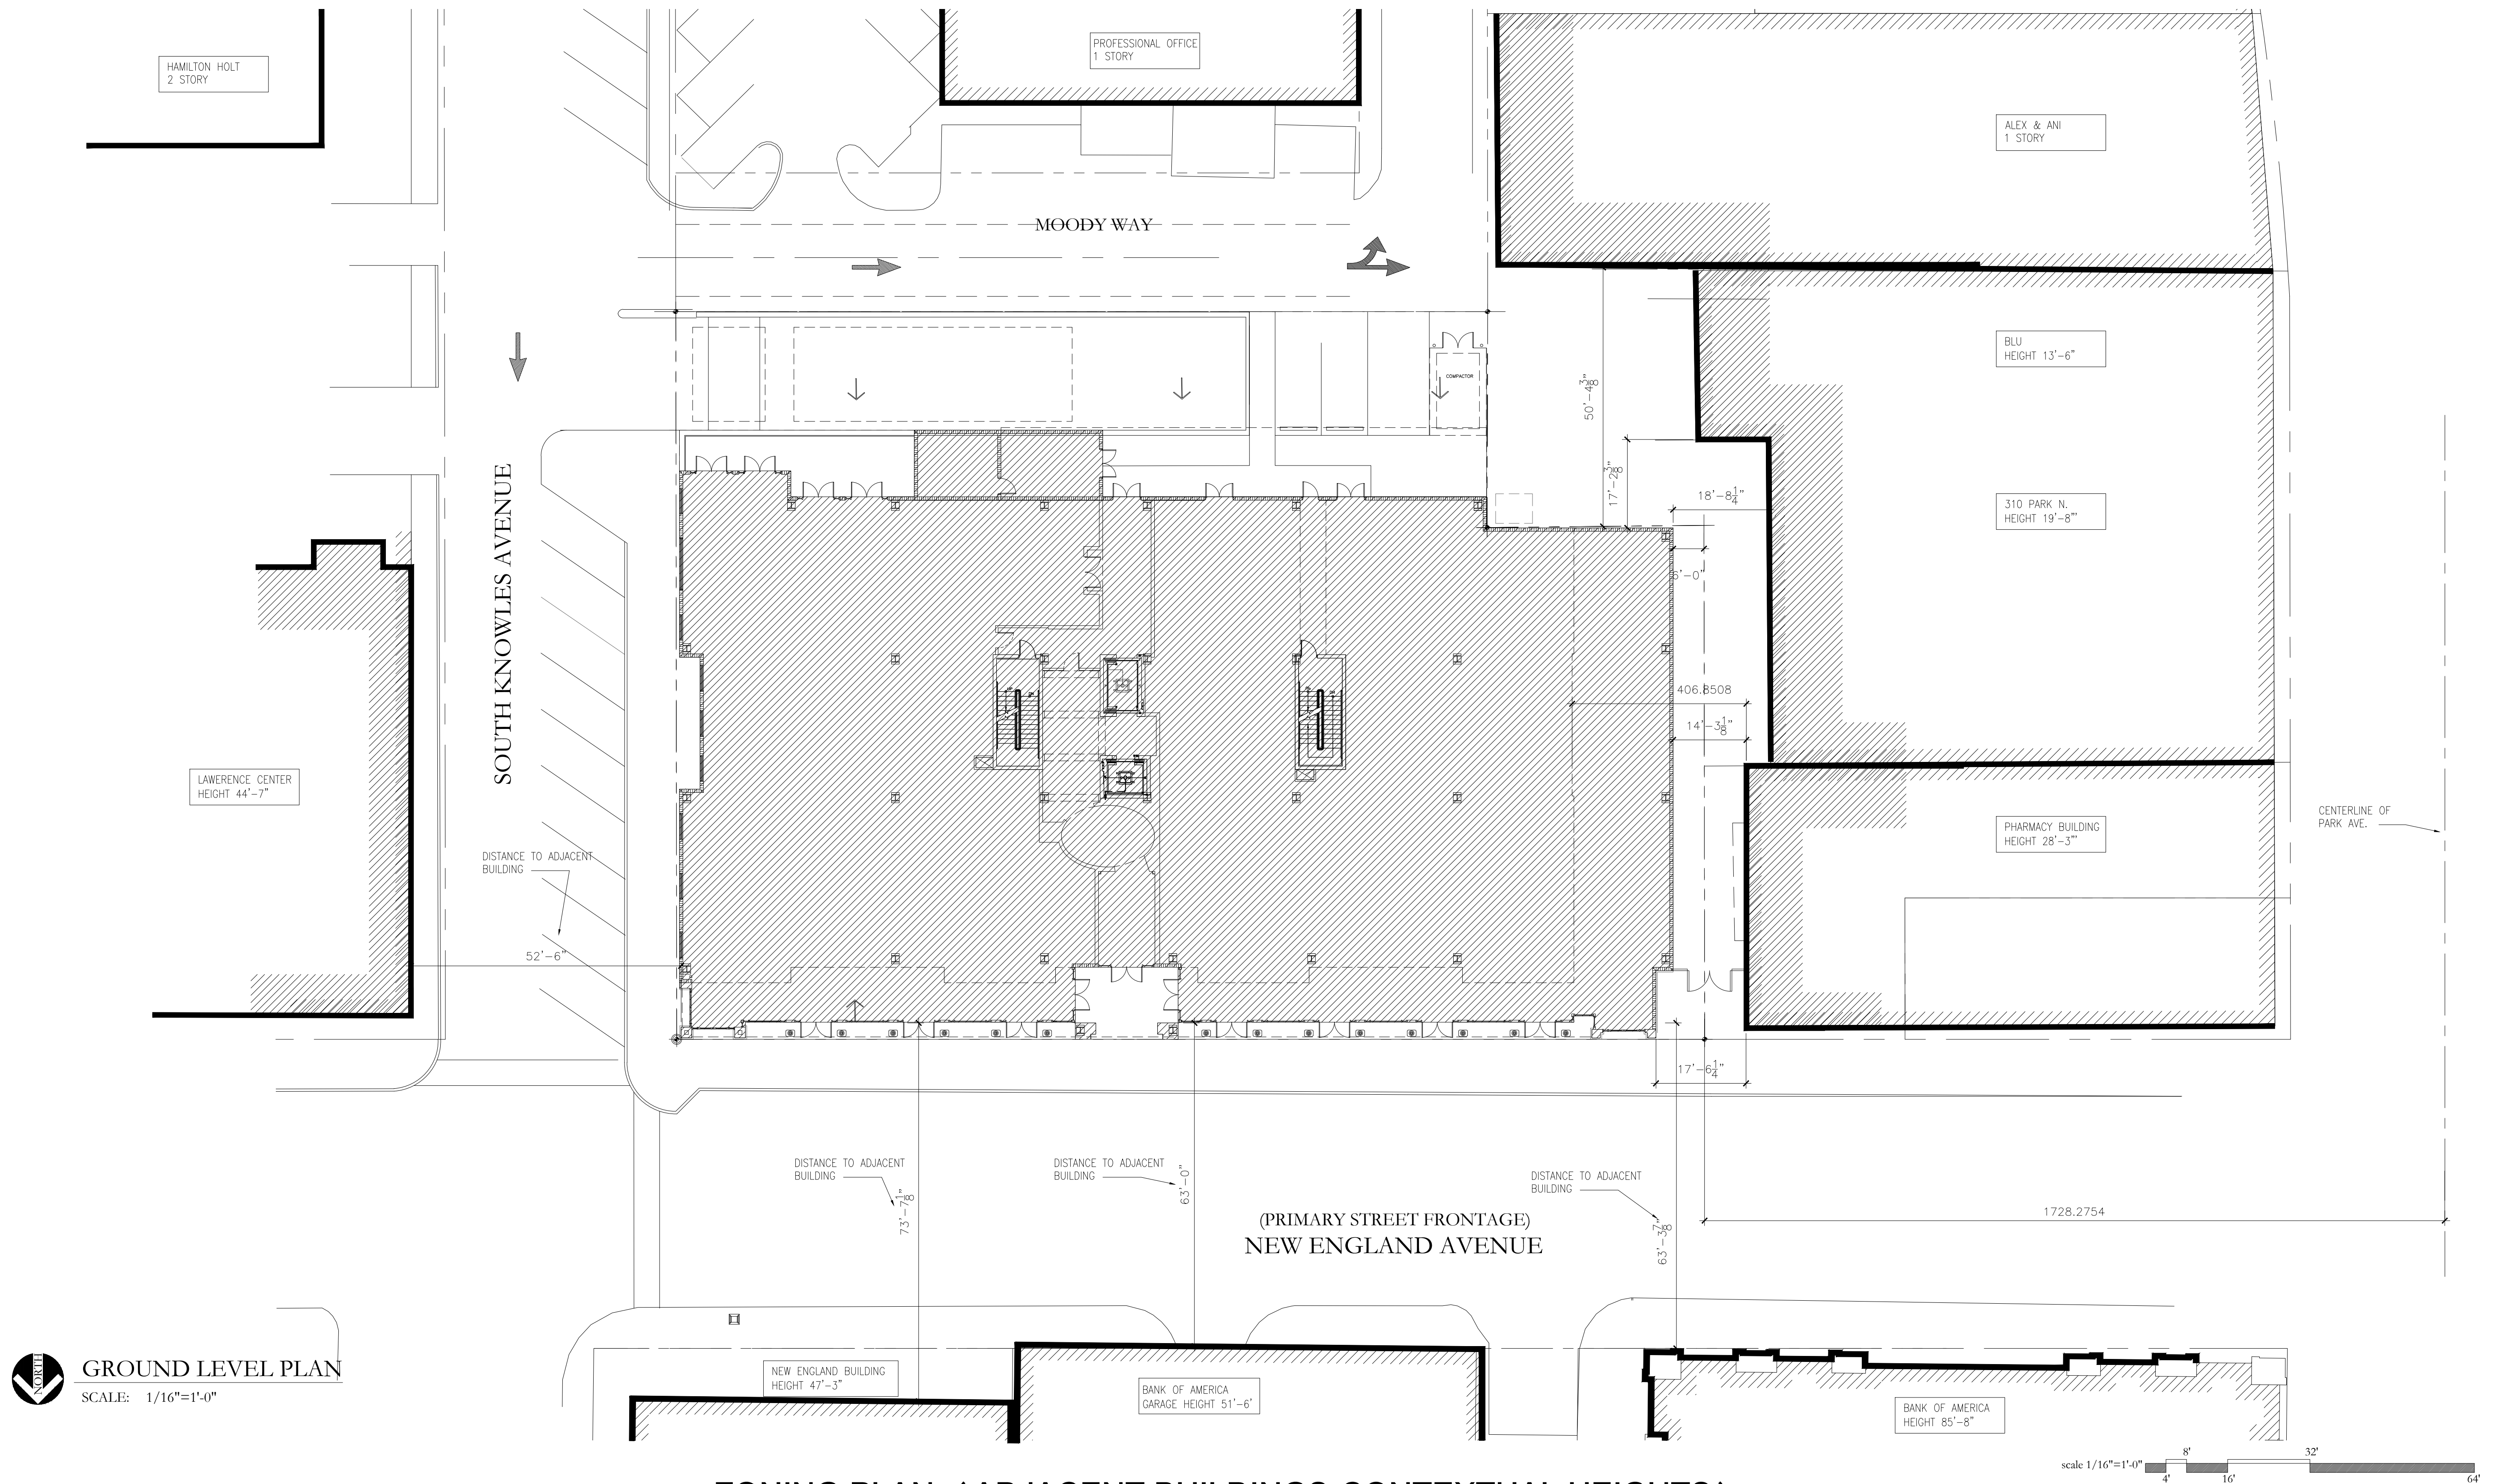 PROFESSIONAL OFFICE
1 STORY
HAMILTON HOLT
2 STORY
ALEX & ANI
1 STORY
MOODY WAY
BLU
HEIGHT 13'-6"
COMPACTOR
50'-4 3/8"
17'-2 3/8"
18'-8 1/4"
310 PARK N.
HEIGHT 19'-8"'
6'-0"
SOUTH KNOWLES AVENUE
406.8508
14'-3 1/8"
LAWERENCE CENTER
HEIGHT 44'-7"
CENTERLINE OF
PARK AVE.
PHARMACY BUILDING
HEIGHT 28'-3"'
DISTANCE TO ADJACENT
BUILDING
52'-6"
17'-6 1/4"
DISTANCE TO ADJACENT
BUILDING
73'-7 1/8"
DISTANCE TO ADJACENT
BUILDING
63'-0"
DISTANCE TO ADJACENT
BUILDING
63'-3 7/8"
1728.2754
(PRIMARY STREET FRONTAGE)
NEW ENGLAND AVENUE
NORTH
GROUND LEVEL PLAN
SCALE: 1/16"=1'-0"
NEW ENGLAND BUILDING
HEIGHT 47'-3"
BANK OF AMERICA
GARAGE HEIGHT 51'-6'
BANK OF AMERICA
HEIGHT 85'-8"
scale 1/16"=1'-0"
8'
32'
4'
16'
64'